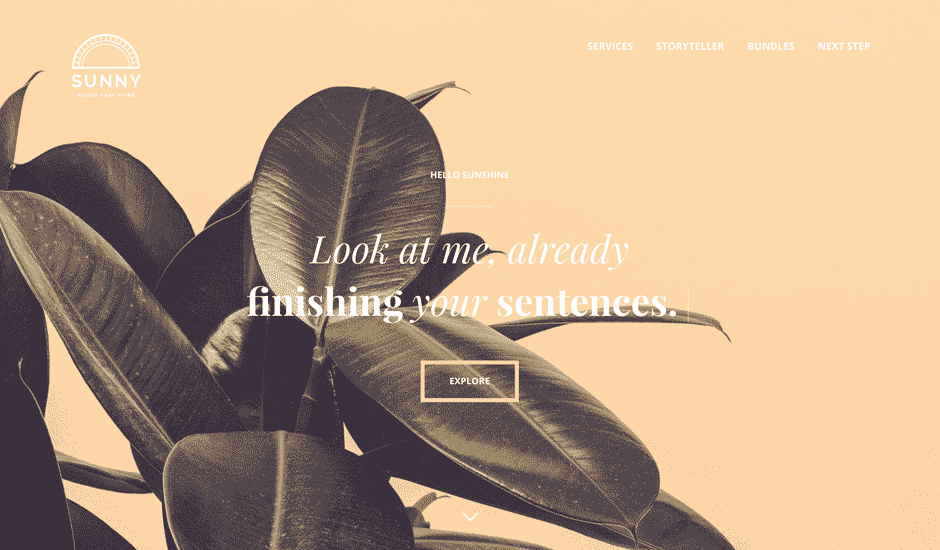 SUNNY
WORDS THAT SHINE
SERVICES STORYTELLER BUNDLES NEXT STEP
HELLO SUNSHINE
Look at me, already
finishing your sentences.
EXPLORE